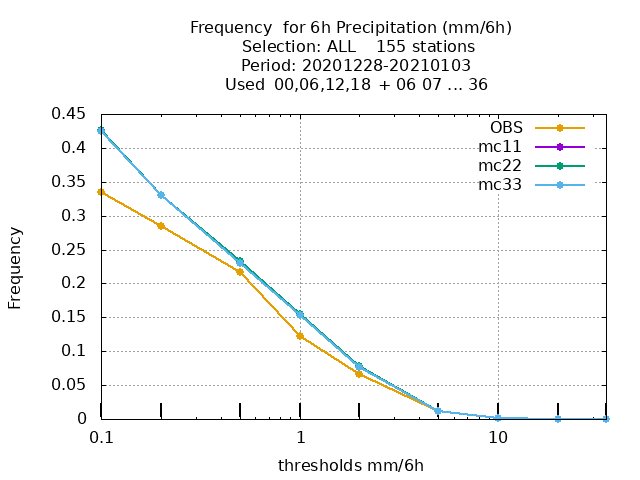 Frequency  for 6h Precipitation (mm/6h)
Selection: ALL    155 stations
Period: 20201228-20210103
Used  00,06,12,18  + 06 07 ... 36
0.45
0.4
0.35
0.3
0.25
0.2
0.15
0.1
0.05
0
Frequency
OBS
mc11
mc22
mc33
0.1
1
10
thresholds mm/6h